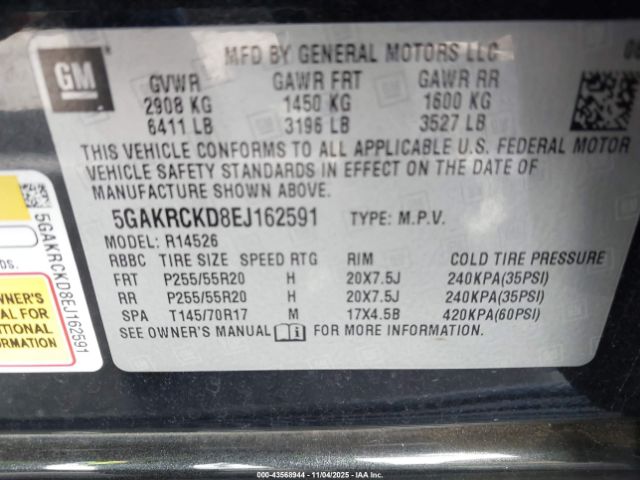 GM
MFD BY GENERAL MOTORS LLC
GVWR GAWR FRT GAWR RR
2908 KG 1450 KG 1600 KG
6411 LB 3196 LB 3527 LB
THIS VEHICLE CONFORMS TO ALL APPLICABLE U.S. FEDERAL MOTOR
VEHICLE SAFETY STANDARDS IN EFFECT ON THE DATE OF
MANUFACTURE SHOWN ABOVE.
5GAKRCKD8EJ162591 TYPE: M.P.V.
MODEL: R14526
RBBC TIRE SIZE SPEED RTG RIM COLD TIRE PRESSURE
FRT P255/55R20 H 20X7.5J 240KPA(35PSI)
RR P255/55R20 H 20X7.5J 240KPA(35PSI)
SPA T145/70R17 M 17X4.5B 420KPA(60PSI)
SEE OWNER'S MANUAL i FOR MORE INFORMATION.
5GAKRCKD8EJ162591
OWNER'S
FOR
INFORMATION
000-43568944 - 11/04/2025 - IAAI.COM